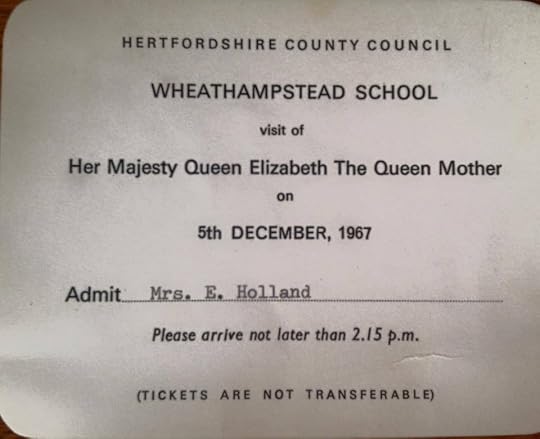 HERTFORDSHIRE COUNTY COUNCIL
WHEATHAMPSTEAD SCHOOL
visit of
Her Majesty Queen Elizabeth The Queen Mother
on
5th DECEMBER, 1967
Admit Mrs. E. Holland
Please arrive not later than 2.15 p.m.
(TICKETS ARE NOT TRANSFERABLE)